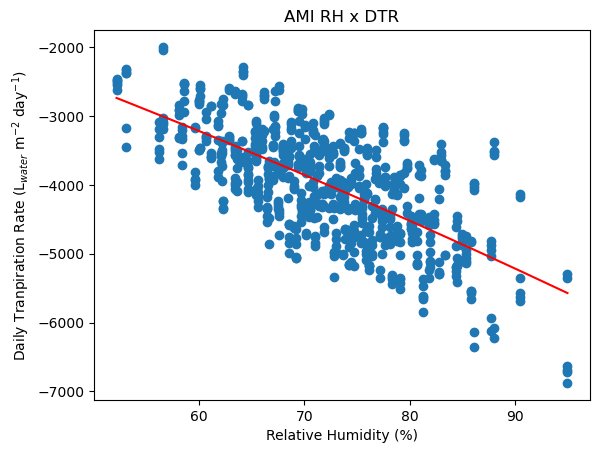 AMI RH x DTR
−2000
−3000
−4000
−5000
−6000
−7000
Daily Tranpiration Rate (L$_{water}$ m$^{-2}$ day$^{-1}$)
60 70 80 90
Relative Humidity (%)